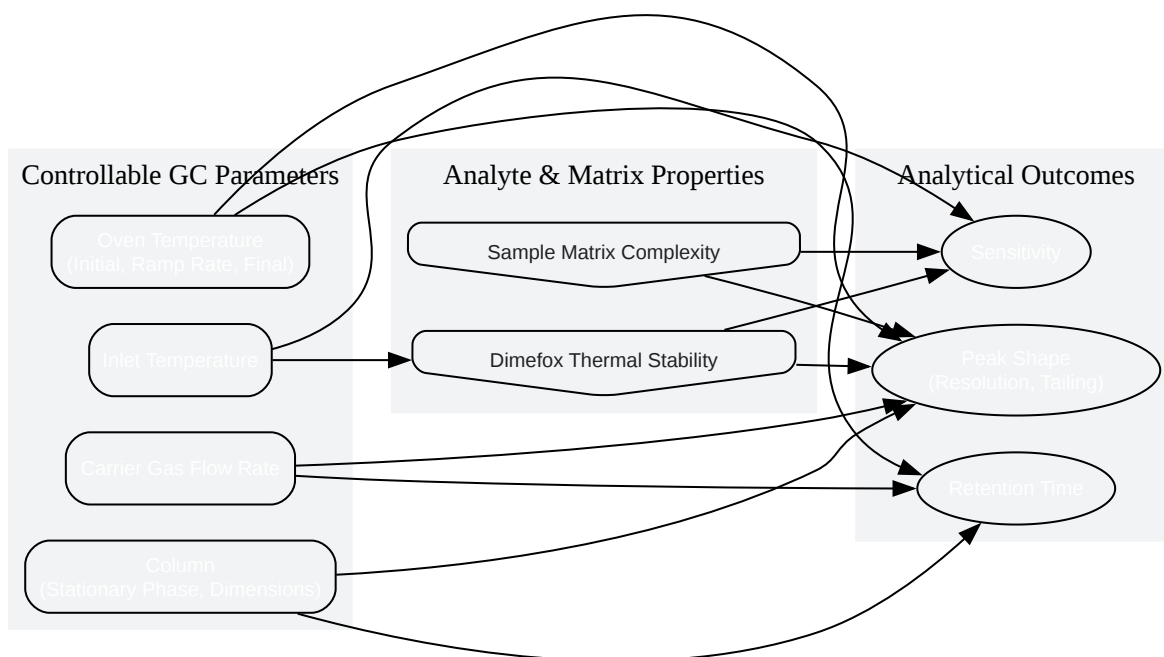 Controllable GC Parameters
Oven Temperature
(Initial, Ramp Rate, Final)
Inlet Temperature
Carrier Gas Flow Rate
Column
(Stationary Phase, Dimensions)
Analyte & Matrix Properties
Sample Matrix Complexity
Dimefox Thermal Stability
Analytical Outcomes
Sensitivity
Peak Shape
(Resolution, Tailing)
Retention Time